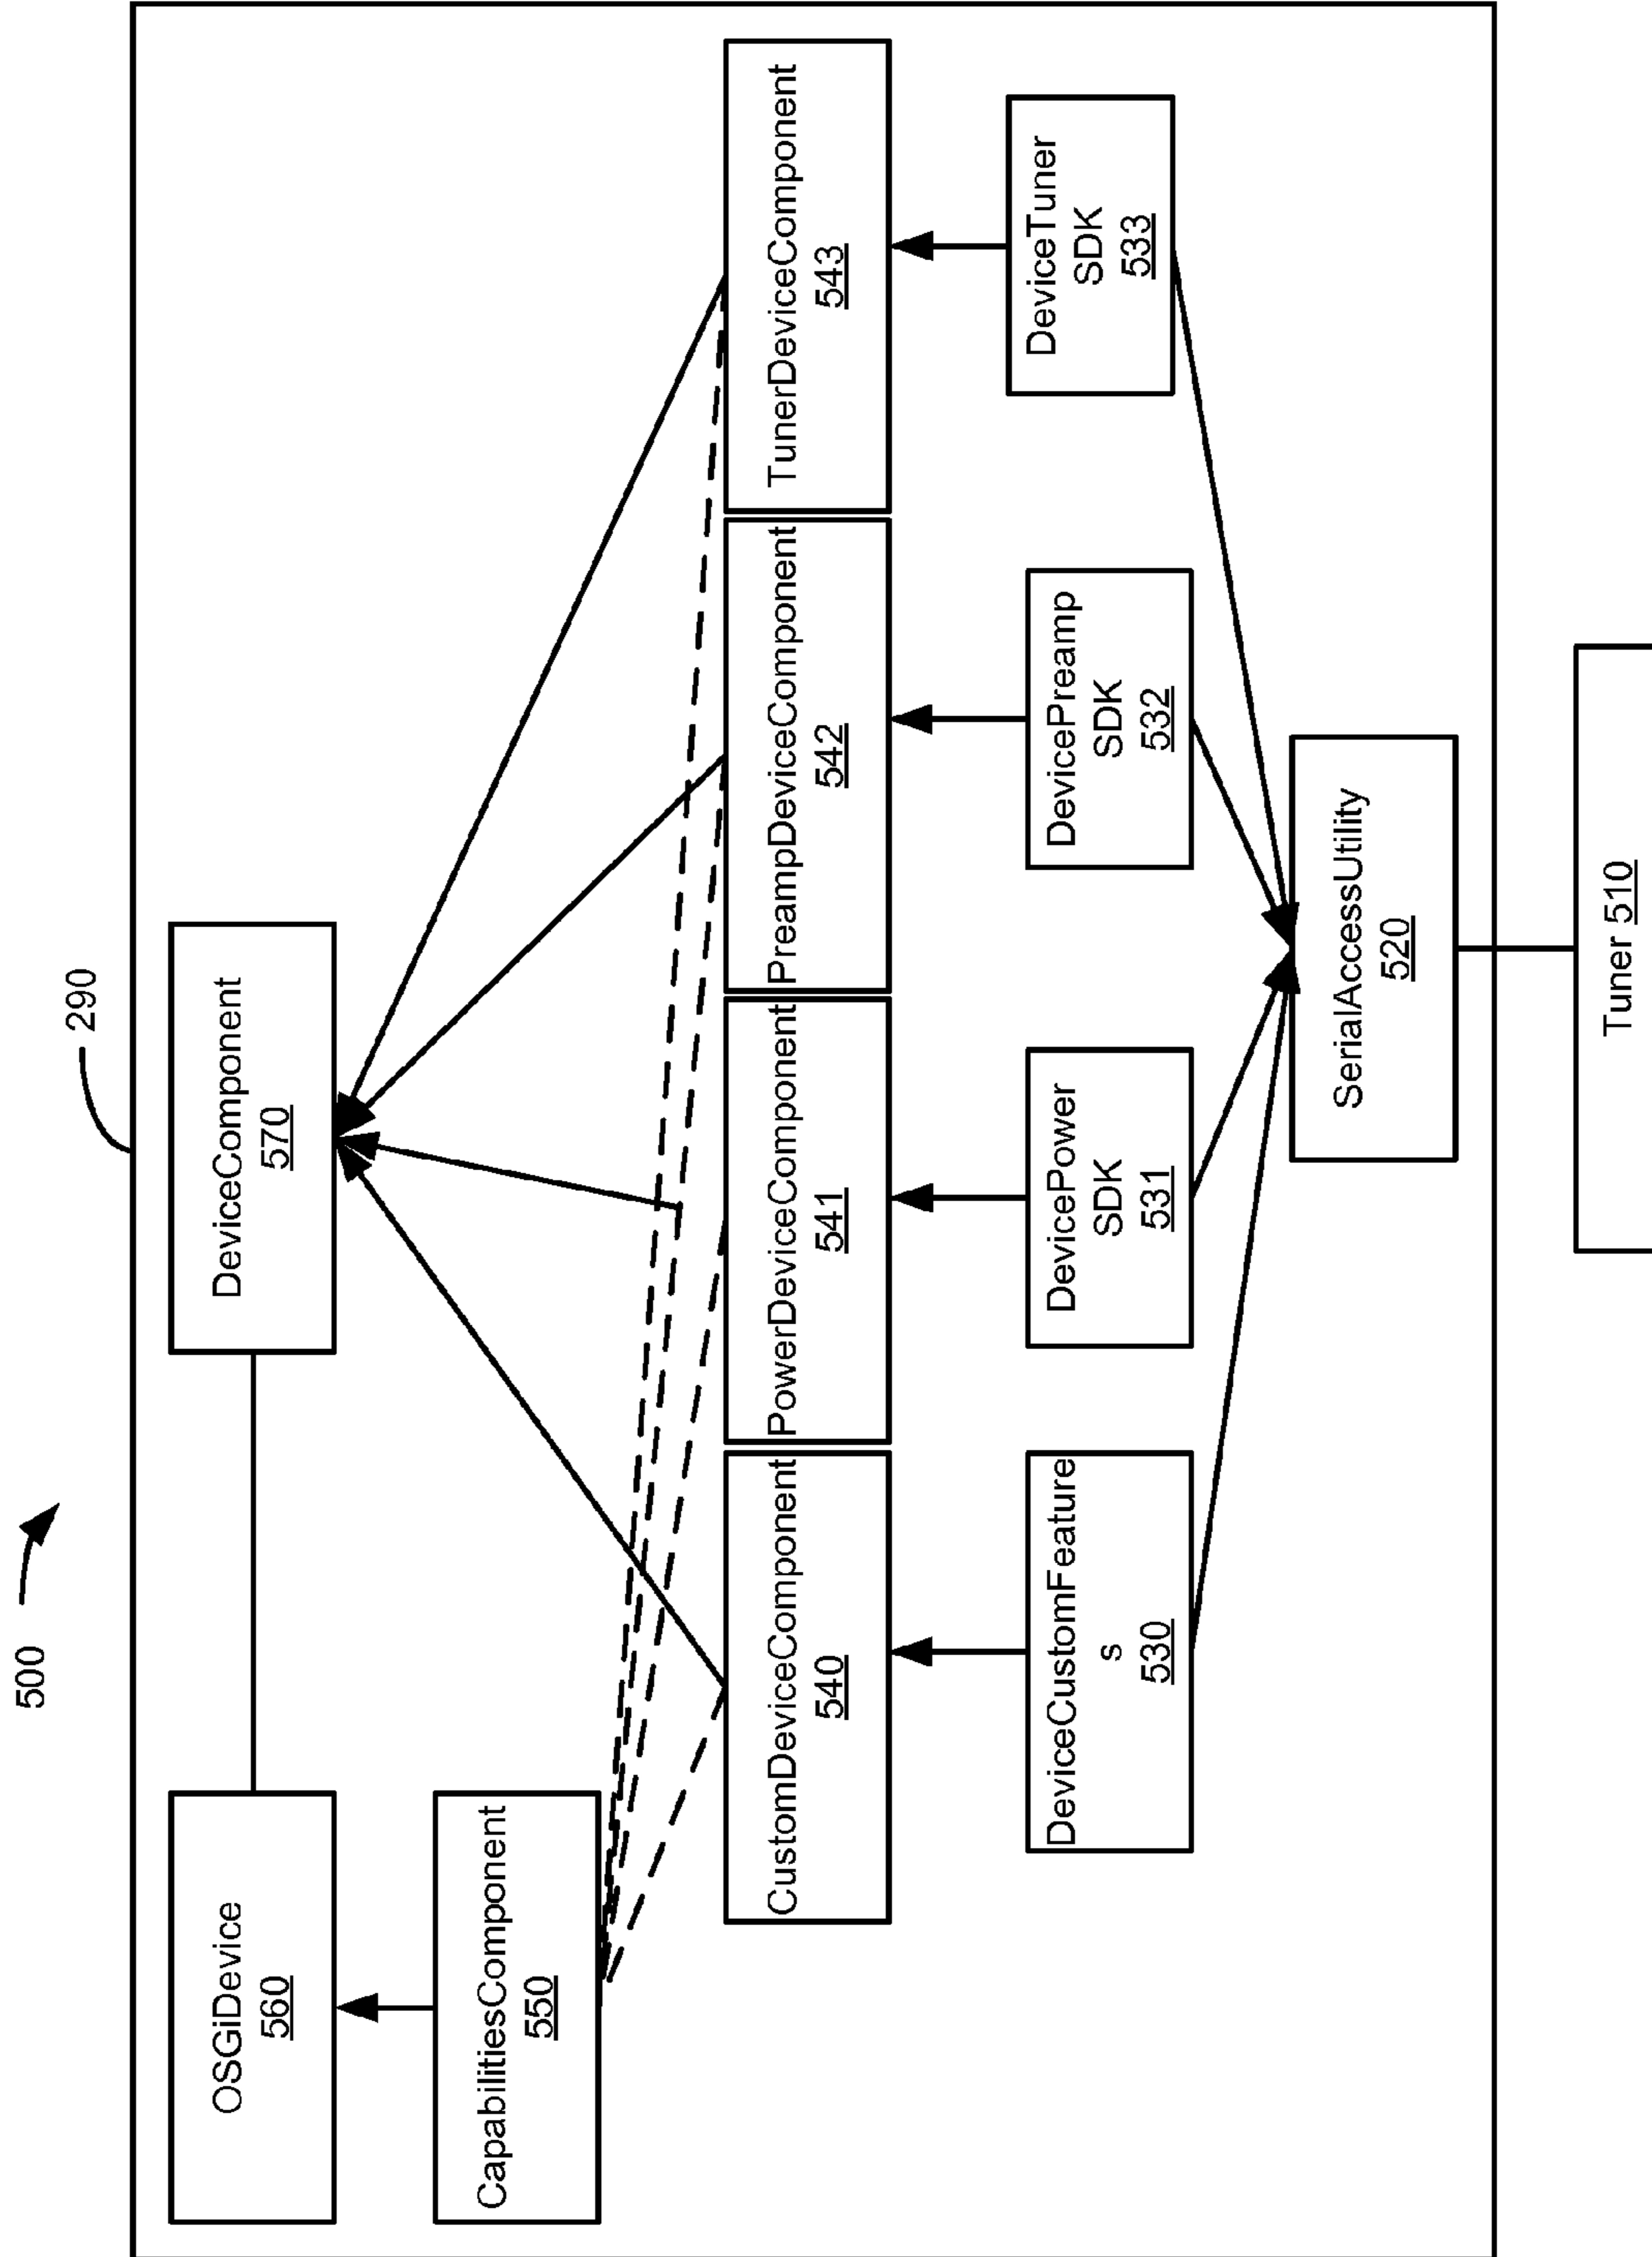 500
290
OSGiDevice
560
DeviceComponent
570
CapabilitiesComponent
550
CustomDeviceComponent
540
PowerDeviceComponent
541
PreampDeviceComponent
542
TunerDeviceComponent
543
DeviceCustomFeature
s
530
DevicePower
SDK
531
DevicePreamp
SDK
532
DeviceTuner
SDK
533
SerialAccessUtility
520
Tuner 510